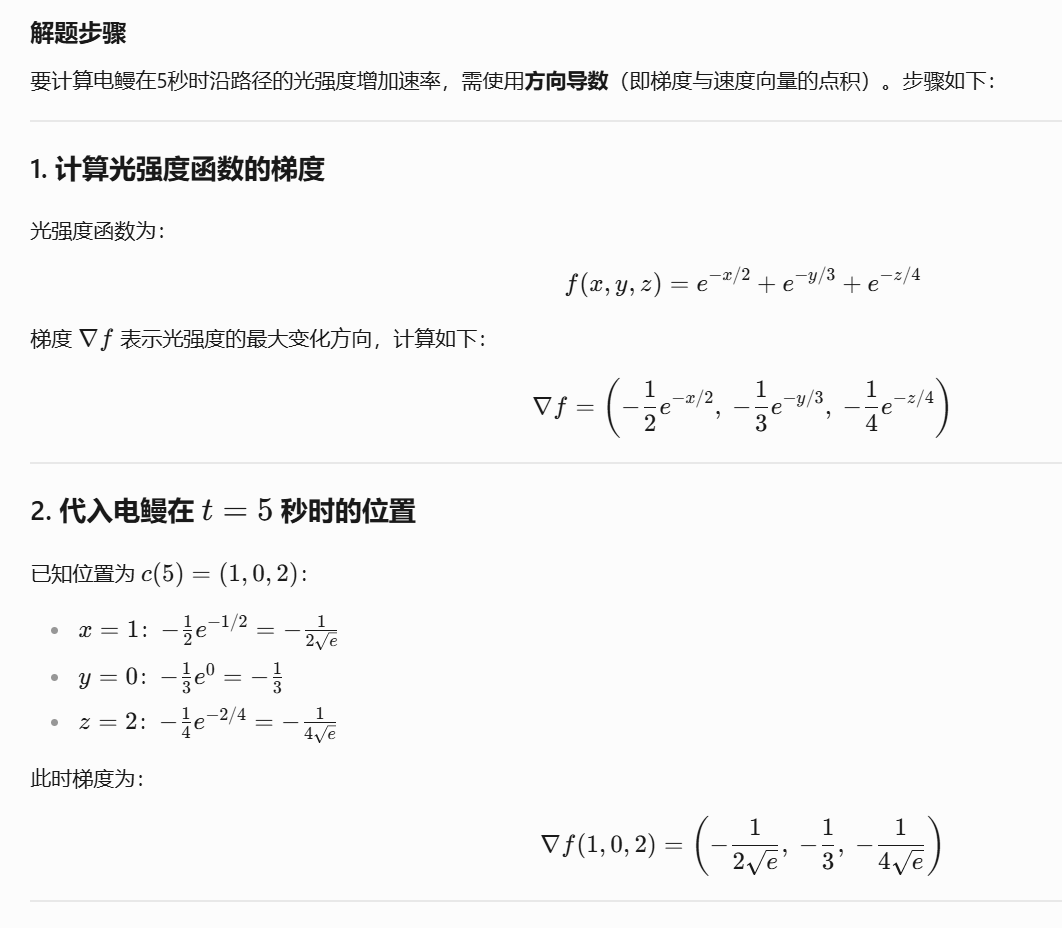 解题步骤
要计算电鳗在5秒时沿路径的光强度增加速率，需使用方向导数（即梯度与速度向量的点积）。步骤如下：
1. 计算光强度函数的梯度
光强度函数为：
f(x, y, z) = e^{-x/2} + e^{-y/3} + e^{-z/4}
梯度 ∇f 表示光强度的最大变化方向，计算如下：
∇f = \left( -\frac{1}{2}e^{-x/2}, -\frac{1}{3}e^{-y/3}, -\frac{1}{4}e^{-z/4} \right)
2. 代入电鳗在 t = 5 秒时的位置
已知位置为 c(5) = (1, 0, 2)：
• x = 1: -\frac{1}{2}e^{-1/2} = -\frac{1}{2\sqrt{e}}
• y = 0: -\frac{1}{3}e^{0} = -\frac{1}{3}
• z = 2: -\frac{1}{4}e^{-2/4} = -\frac{1}{4\sqrt{e}}
此时梯度为：
∇f(1, 0, 2) = \left( -\frac{1}{2\sqrt{e}}, -\frac{1}{3}, -\frac{1}{4\sqrt{e}} \right)